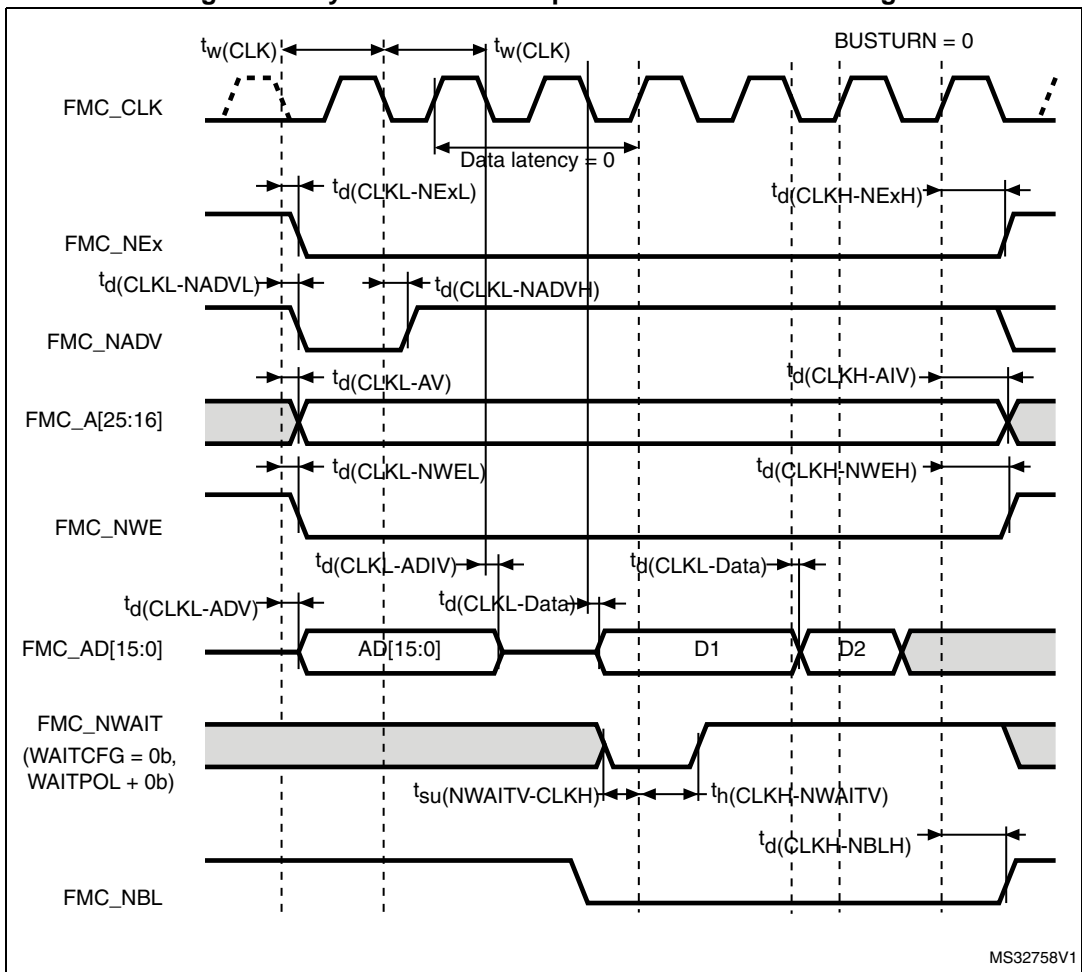 tw(CLK) tw(CLK) BUSTURN = 0
FMC_CLK
Data latency = 0
td(CLKL-NExL) td(CLKH-NExH)
FMC_NEx
td(CLKL-NADVL) td(CLKL-NADVH)
FMC_NADV
td(CLKL-AV) td(CLKH-AIV)
FMC_A[25:16]
td(CLKL-NWEL) td(CLKH-NWEH)
FMC_NWE
td(CLKL-ADIV) td(CLKL-Data)
td(CLKL-ADV) td(CLKL-Data)
FMC_AD[15:0] AD[15:0] D1 D2
FMC_NWAIT
(WAITCFG = 0b,
WAITPOL + 0b)
tsu(NWAITV-CLKH) th(CLKH-NWAITV)
td(CLKH-NBLH)
FMC_NBL
MS32758V1